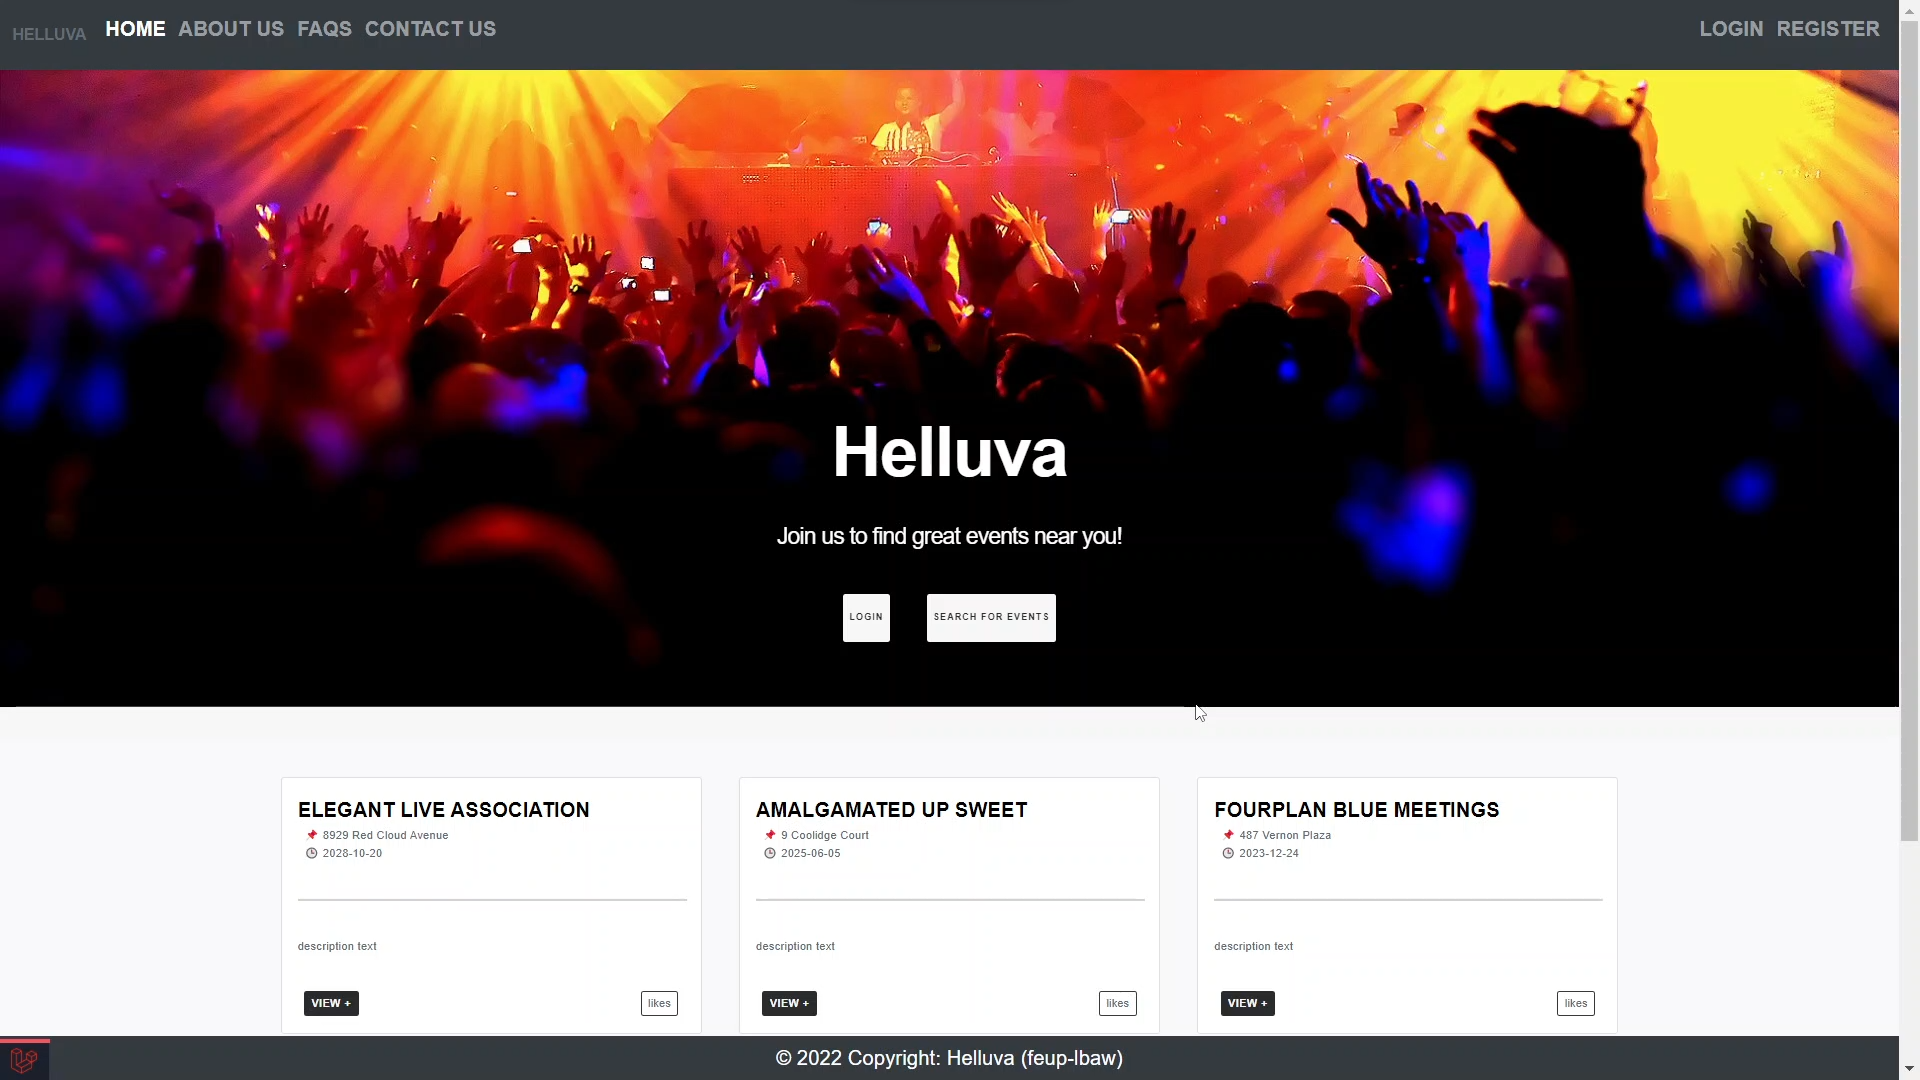 HELLUVA HOME ABOUT US FAQS CONTACT US LOGIN REGISTER
Helluva
Join us to find great events near you!
LOGIN SEARCH FOR EVENTS
ELEGANT LIVE ASSOCIATION
8929 Red Cloud Avenue
2028-10-20
description text
VIEW + likes
AMALGAMATED UP SWEET
9 Coolidge Court
2025-06-05
description text
VIEW + likes
FOURPLAN BLUE MEETINGS
487 Vernon Plaza
2023-12-24
description text
VIEW + likes
© 2022 Copyright: Helluva (feup-lbaw)